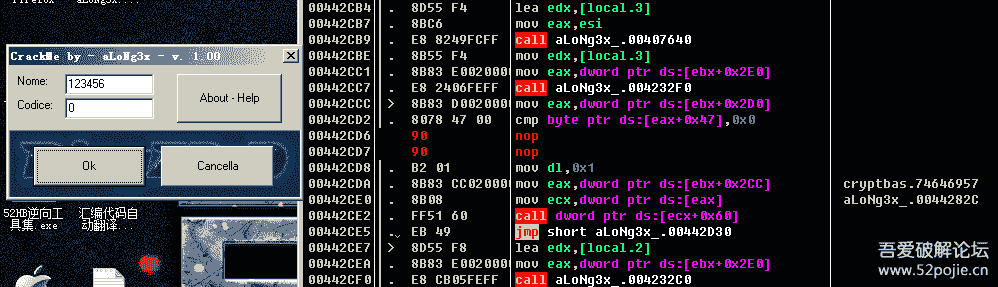 CrackMe by - aLoNg3x - v. 1.00
Nome:
123456
Codice:
0
About - Help
Ok
Cancella
52HB逆向工
具集.exe
汇编代码自
动翻译...
00442CB4 . 8D55 F4 lea edx,[local.3]
00442CB7 . 8BC6 mov eax,esi
00442CB9 . E8 8249FCFF call aLoNg3x_.00407640
00442CBE . 8B55 F4 mov edx,[local.3]
00442CC1 . 8B83 E0020000 mov eax,dword ptr ds:[ebx+0x2E0]
00442CC7 . E8 2406FEFF call aLoNg3x_.004232F0
00442CCC > 8B83 D0020000 mov eax,dword ptr ds:[ebx+0x2D0]
00442CD2 . 8078 47 00 cmp byte ptr ds:[eax+0x47],0x0
00442CD6 90 nop
00442CD7 90 nop
00442CD8 . B2 01 mov dl,0x1
00442CDA . 8B83 CC020000 mov eax,dword ptr ds:[ebx+0x2CC] cryptbas.74646957
00442CE0 . 8B08 mov ecx,dword ptr ds:[eax] aLoNg3x_.0044282C
00442CE2 . FF51 60 call dword ptr ds:[ecx+0x60]
00442CE5 . EB 49 jmp short aLoNg3x_.00442D30
00442CE7 > 8D55 F8 lea edx,[local.2]
00442CEA . 8B83 E0020000 mov eax,dword ptr ds:[ebx+0x2E0]
00442CF0 . E8 CB05FEFF call aLoNg3x_.004232C0
吾爱破解论坛
www.52pojie.cn